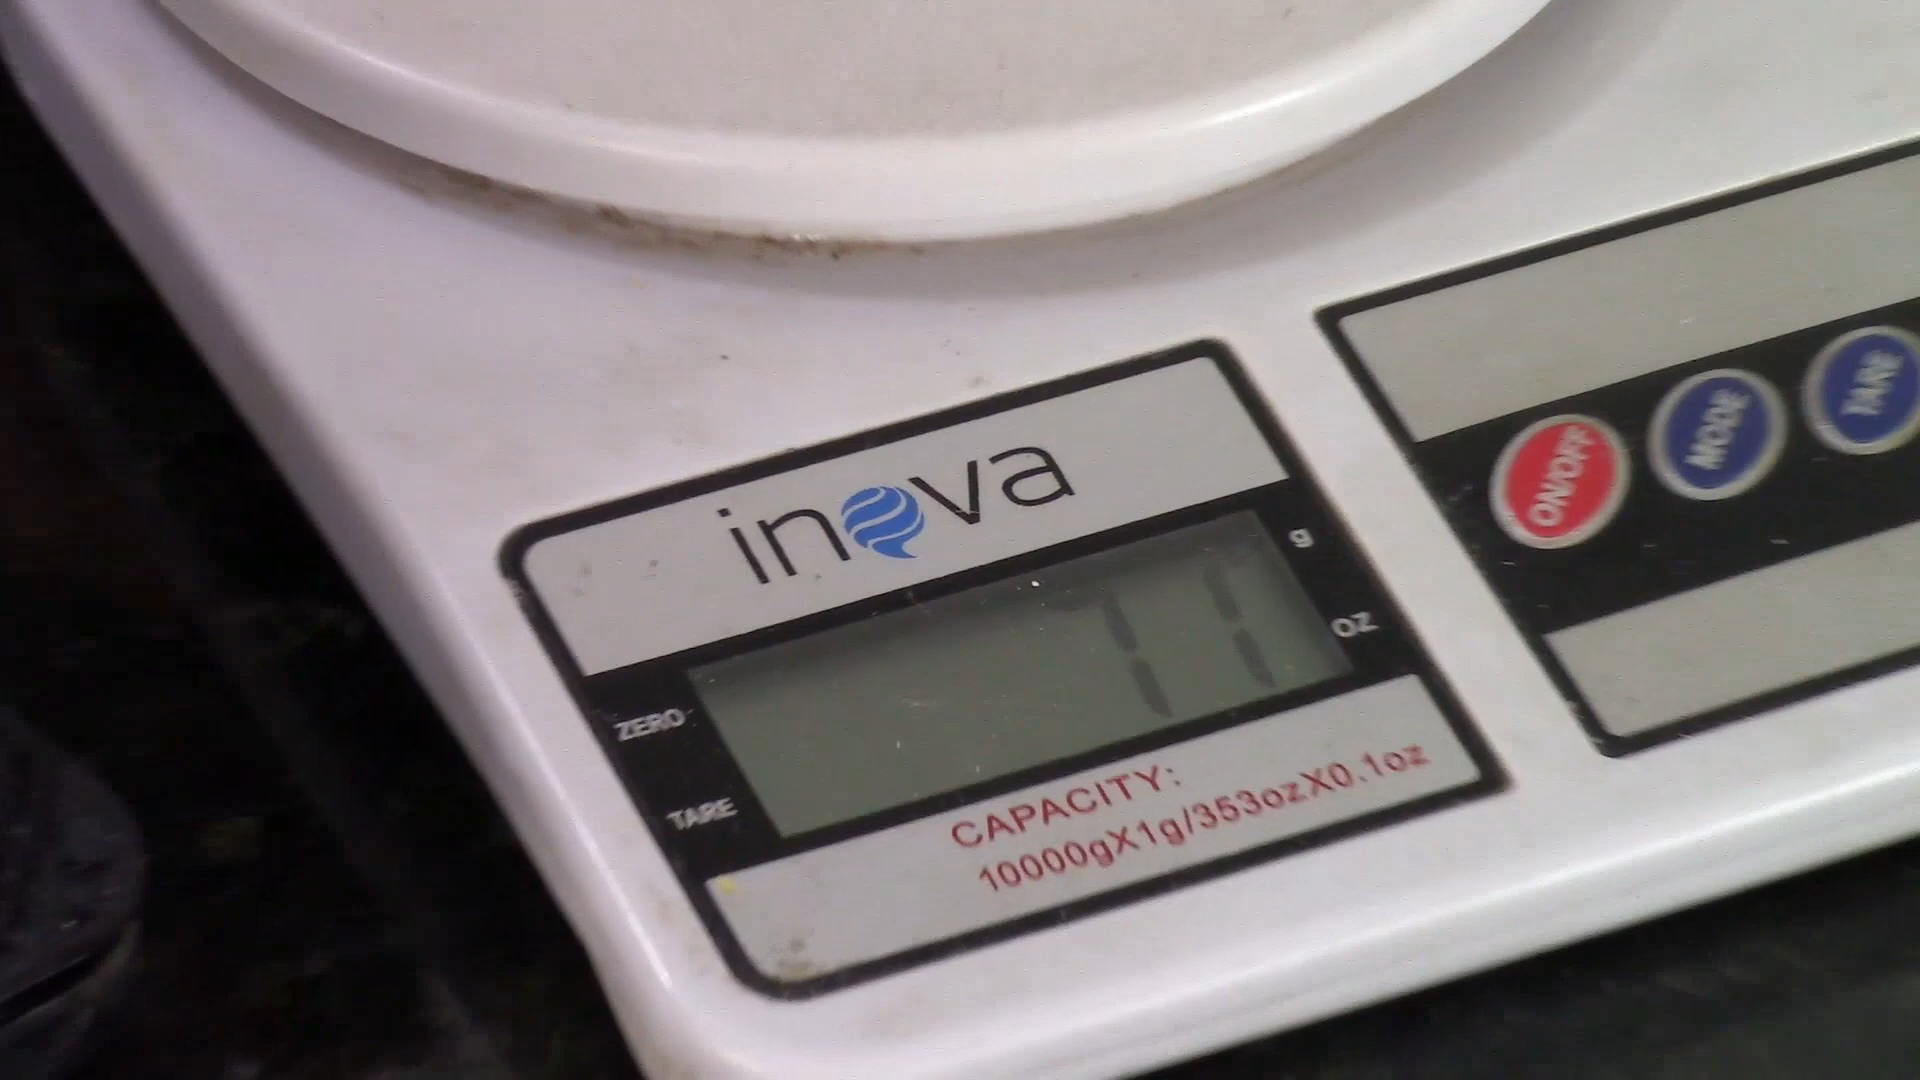 inova
g
oz
ZERO
TARE
CAPACITY:
10000gX1g/353ozX0.1oz
ON/OFF
MODE
TARE